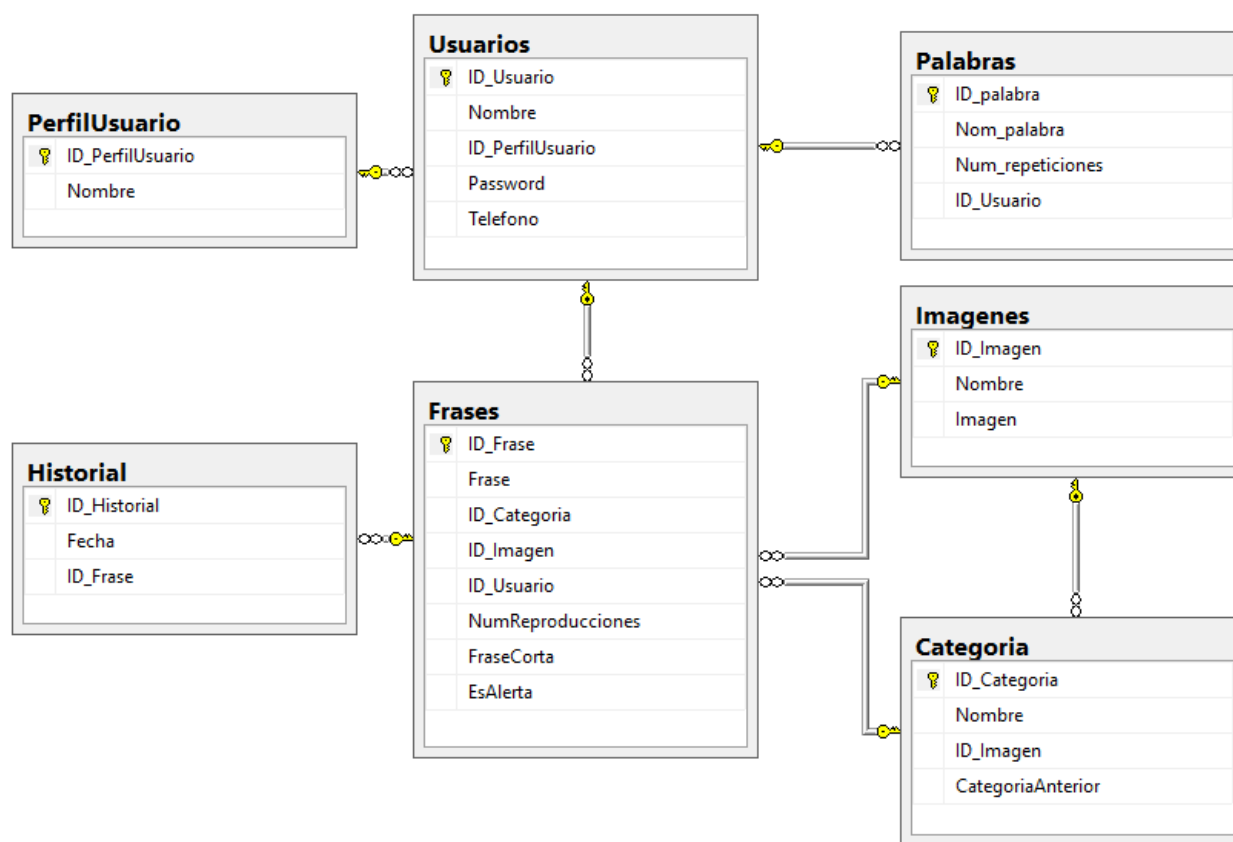 PerfilUsuario
ID_PerfilUsuario
Nombre
Usuarios
ID_Usuario
Nombre
ID_PerfilUsuario
Password
Telefono
Palabras
ID_palabra
Nom_palabra
Num_repeticiones
ID_Usuario
Historial
ID_Historial
Fecha
ID_Frase
Frases
ID_Frase
Frase
ID_Categoria
ID_Imagen
ID_Usuario
NumReproducciones
FraseCorta
EsAlerta
Imagenes
ID_Imagen
Nombre
Imagen
Categoria
ID_Categoria
Nombre
ID_Imagen
CategoriaAnterior